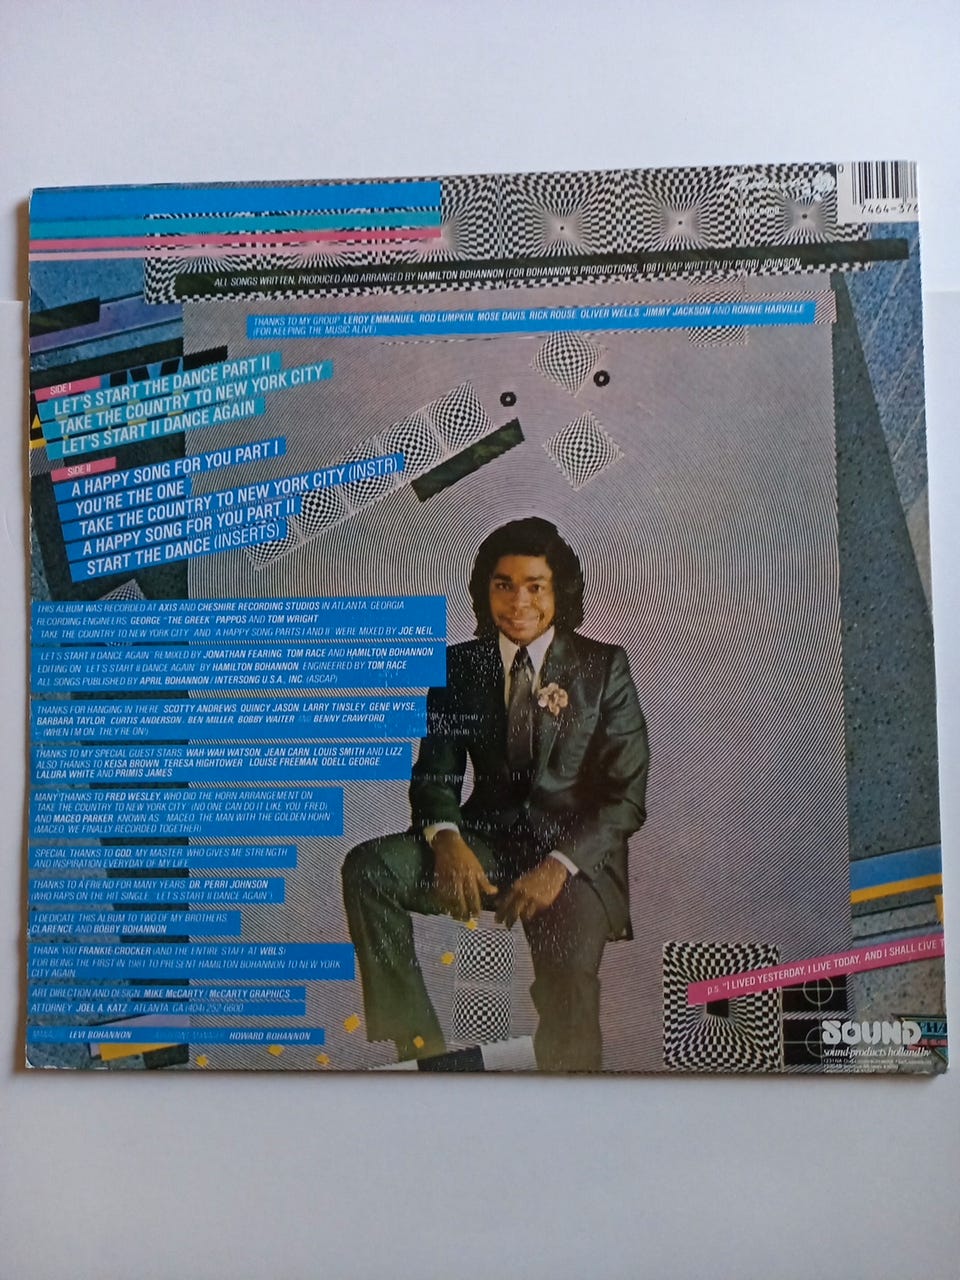 7464-376
ALL SONGS WRITTEN, PRODUCED AND ARRANGED BY HAMILTON BOHANNON (FOR BOHANNON'S PRODUCTIONS, 1981) RAP WRITTEN BY PERRI JOHNSON
THANKS TO MY GROUP LEROY EMMANUEL, ROD LUMPKIN, MOSE DAVIS, RICK ROUSE, OLIVER WELLS, JIMMY JACKSON AND RONNIE HARVILLE
(FOR KEEPING THE MUSIC ALIVE)
SIDE I
LET'S START THE DANCE PART II
TAKE THE COUNTRY TO NEW YORK CITY
LET'S START II DANCE AGAIN
SIDE II
A HAPPY SONG FOR YOU PART I
YOU'RE THE ONE
TAKE THE COUNTRY TO NEW YORK CITY (INSTR)
A HAPPY SONG FOR YOU PART II
START THE DANCE (INSERTS)
THIS ALBUM WAS RECORDED AT AXIS AND CHESHIRE RECORDING STUDIOS IN ATLANTA, GEORGIA
RECORDING ENGINEERS: GEORGE "THE GREEK" PAPPOS AND TOM WRIGHT
"TAKE THE COUNTRY TO NEW YORK CITY" AND "A HAPPY SONG PARTS I AND II" WERE MIXED BY JOE NEIL
"LET'S START II DANCE AGAIN" REMIXED BY JONATHAN FEARING, TOM RACE AND HAMILTON BOHANNON
EDITING ON "LET'S START II DANCE AGAIN" BY HAMILTON BOHANNON, ENGINEERED BY TOM RACE
ALL SONGS PUBLISHED BY APRIL BOHANNON / INTERSONG U.S.A., INC. (ASCAP)
THANKS FOR HANGING IN THERE SCOTTY ANDREWS, QUINCY JASON, LARRY TINSLEY, GENE WYSE,
BARBARA TAYLOR, CURTIS ANDERSON, BEN MILLER, BOBBY WAITER AND BENNY CRAWFORD
– (WHEN I'M ON, THEY'RE ON!)
THANKS TO MY SPECIAL GUEST STARS: WAH-WAH WATSON, JEAN CARN, LOUIS SMITH AND LIZZ
ALSO THANKS TO KEISA BROWN, TERESA HIGHTOWER, LOUISE FREEMAN, ODELL GEORGE,
LALURA WHITE AND PRIMIS JAMES
MANY THANKS TO FRED WESLEY, WHO DID THE HORN ARRANGEMENT ON
"TAKE THE COUNTRY TO NEW YORK CITY" (NO ONE CAN DO IT LIKE YOU, FRED)
AND MACEO PARKER, KNOWN AS "MACEO, THE MAN WITH THE GOLDEN HORN"
(MACEO, WE FINALLY RECORDED TOGETHER)
SPECIAL THANKS TO GOD, MY MASTER, WHO GIVES ME STRENGTH
AND INSPIRATION EVERYDAY OF MY LIFE
THANKS TO A FRIEND FOR MANY YEARS, DR. PERRI JOHNSON
(WHO RAPS ON THE HIT SINGLE, "LET'S START II DANCE AGAIN")
I DEDICATE THIS ALBUM TO TWO OF MY BROTHERS
CLARENCE AND BOBBY BOHANNON
THANK YOU FRANKIE CROCKER (AND THE ENTIRE STAFF AT WBLS)
FOR BEING THE FIRST IN 1981 TO PRESENT HAMILTON BOHANNON TO NEW YORK
CITY AGAIN
ART DIRECTION AND DESIGN: MIKE McCARTY / McCARTY GRAPHICS
ATTORNEY: JOEL A. KATZ, ATLANTA, GA (404) 252-6600
LEVI BOHANNON HOWARD BOHANNON
p.s. "I LIVED YESTERDAY, I LIVE TODAY, AND I SHALL LIVE T
SOUND
sound-products holland bv